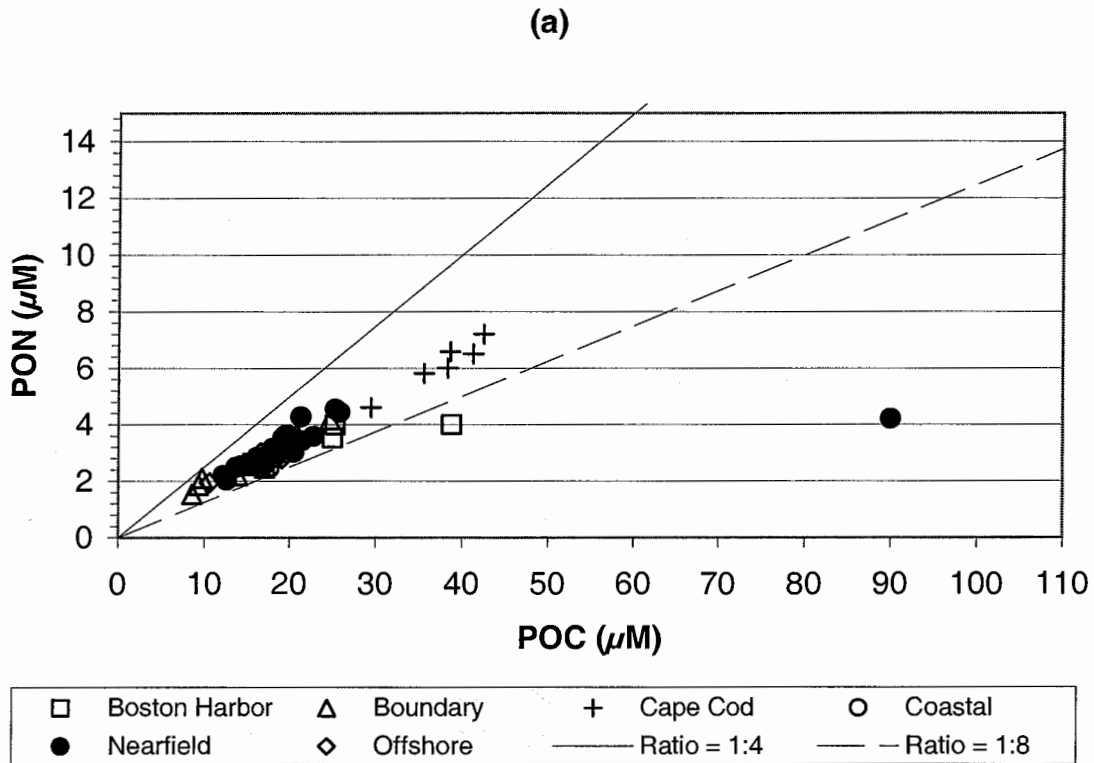 (a)
PON (µM)
14
12
10
8
6
4
2
0
0 10 20 30 40 50 60 70 80 90 100 110
POC (µM)
Boston Harbor Boundary Cape Cod Coastal
Nearfield Offshore Ratio = 1:4 Ratio = 1:8